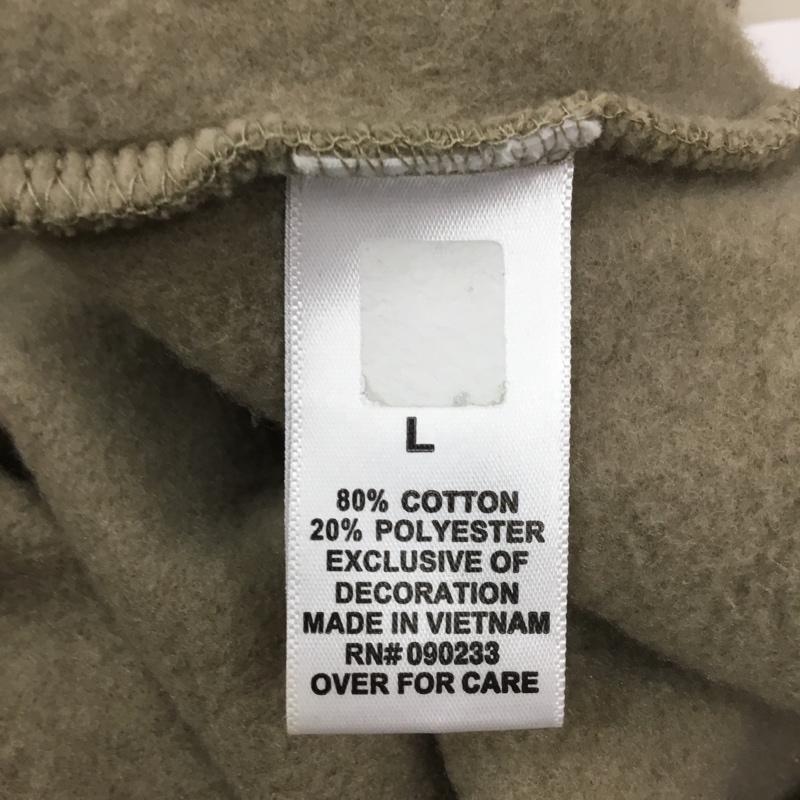 L
80% COTTON
20% POLYESTER
EXCLUSIVE OF
DECORATION
MADE IN VIETNAM
RN# 090233
OVER FOR CARE